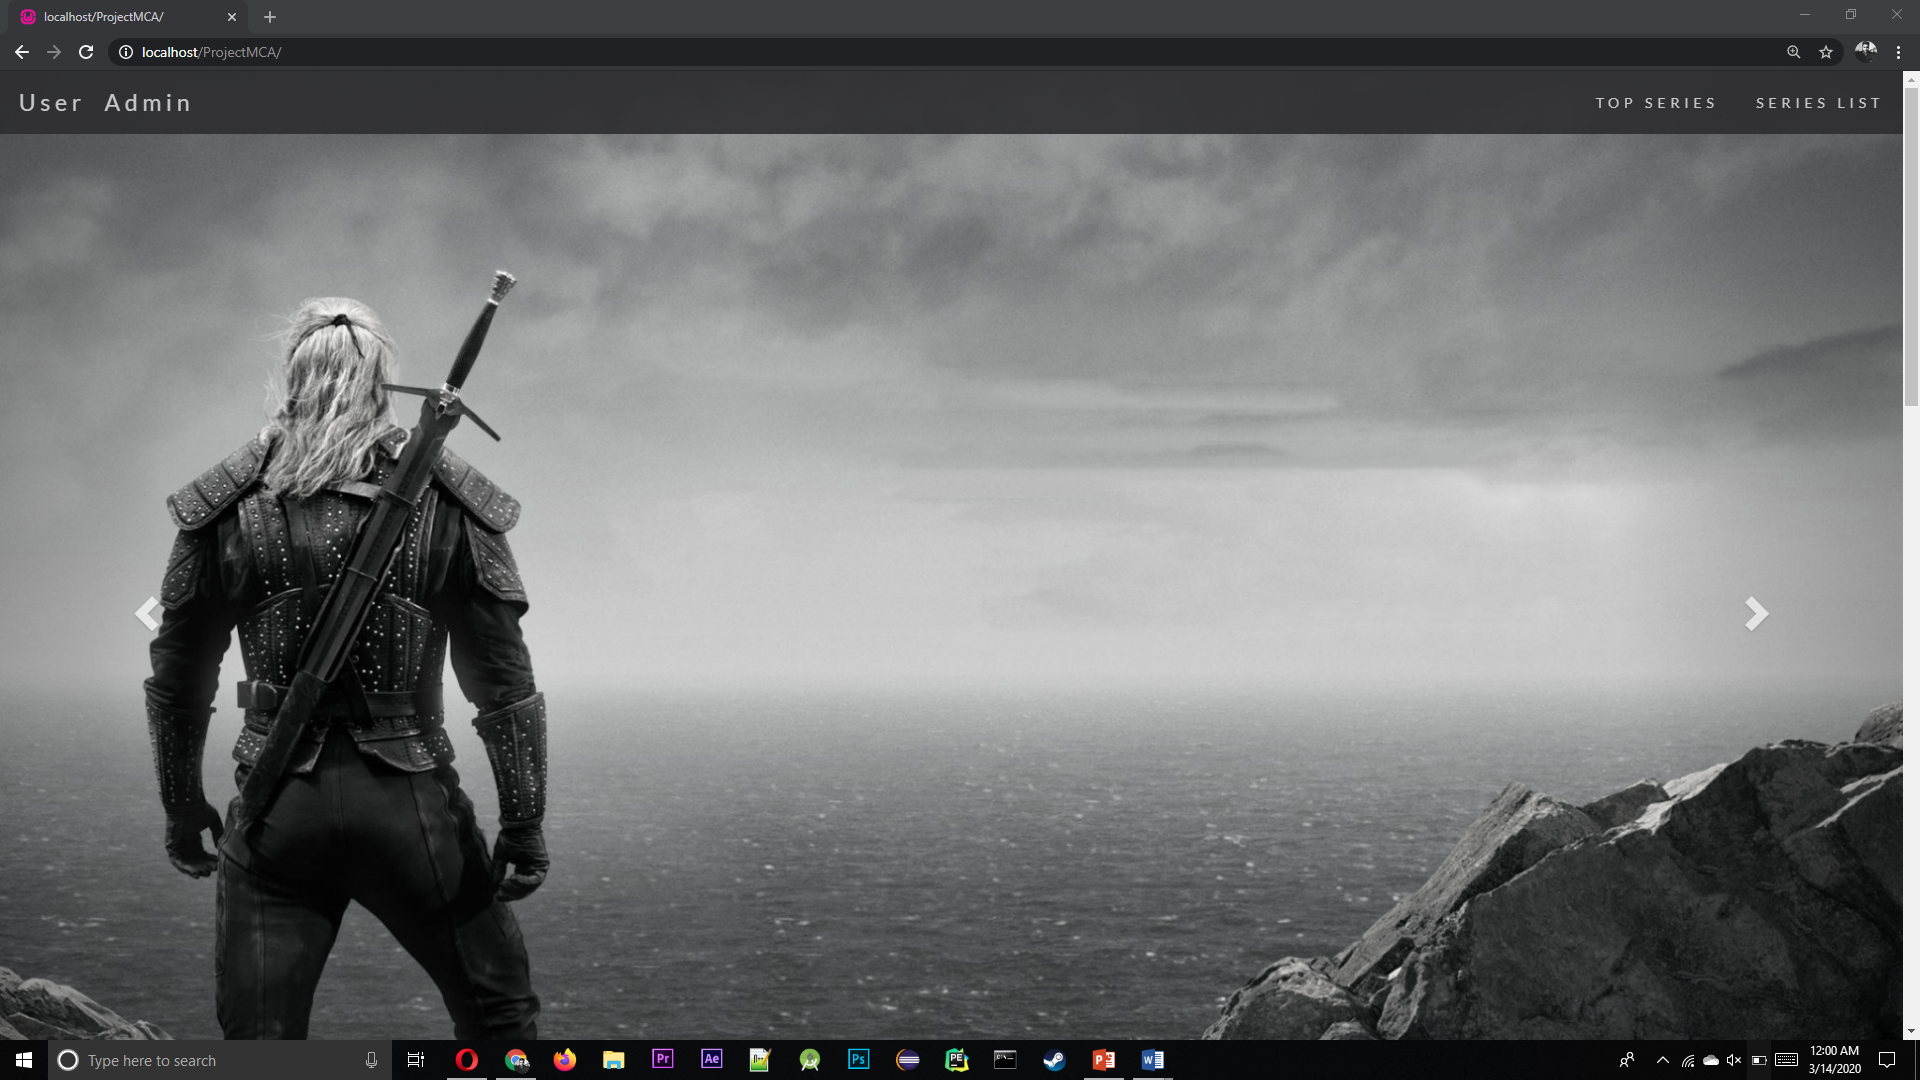 localhost/ProjectMCA/
localhost/ProjectMCA/
User Admin
TOP SERIES SERIES LIST
Type here to search
Pr
Ae
Ps
PE
12:00 AM
3/14/2020